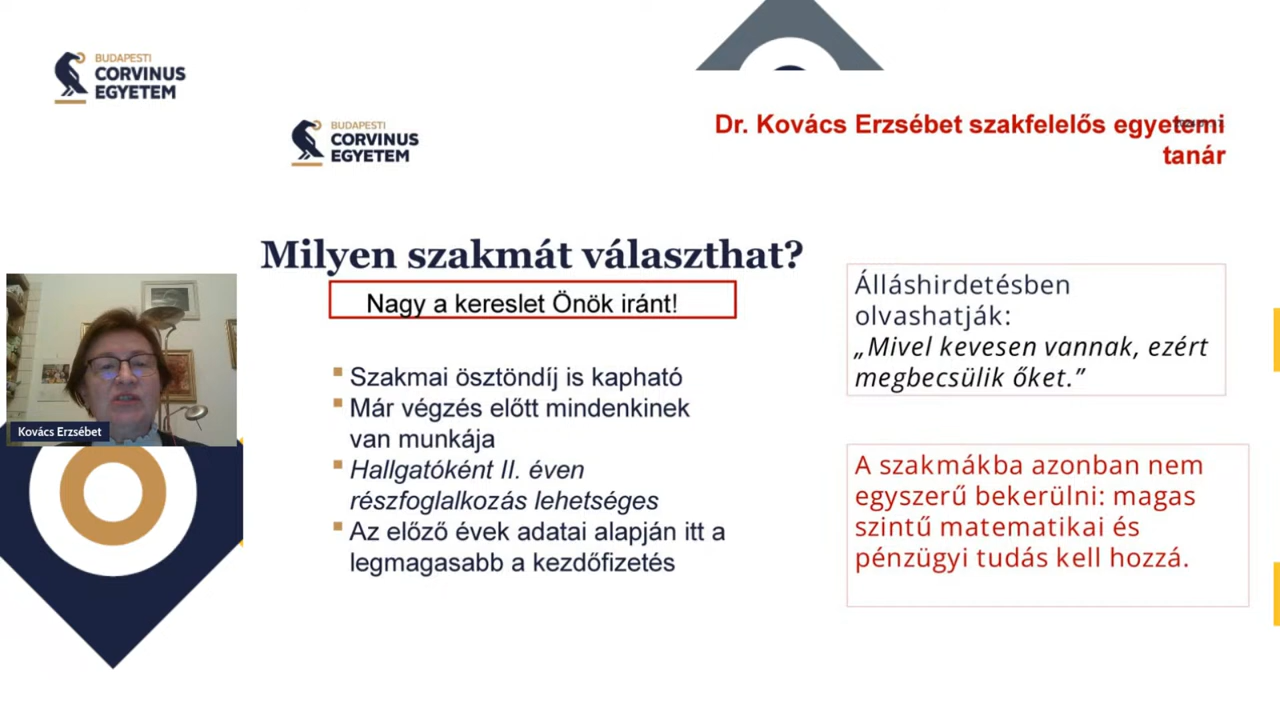 BUDAPESTI
CORVINUS
EGYETEM
BUDAPESTI
CORVINUS
EGYETEM
Dr. Kovács Erzsébet szakfelelős egyetemi
tanár
Milyen szakmát választhat?
Nagy a kereslet Önök iránt!
Szakmai ösztöndíj is kapható
Már végzés előtt mindenkinek
van munkája
Hallgatóként II. éven
részfoglalkozás lehetséges
Az előző évek adatai alapján itt a
legmagasabb a kezdőfizetés
Álláshirdetésben
olvashatják:
„Mivel kevesen vannak, ezért
megbecsülik őket.”
A szakmákba azonban nem
egyszerű bekerülni: magas
szintű matematikai és
pénzügyi tudás kell hozzá.
Kovács Erzsébet